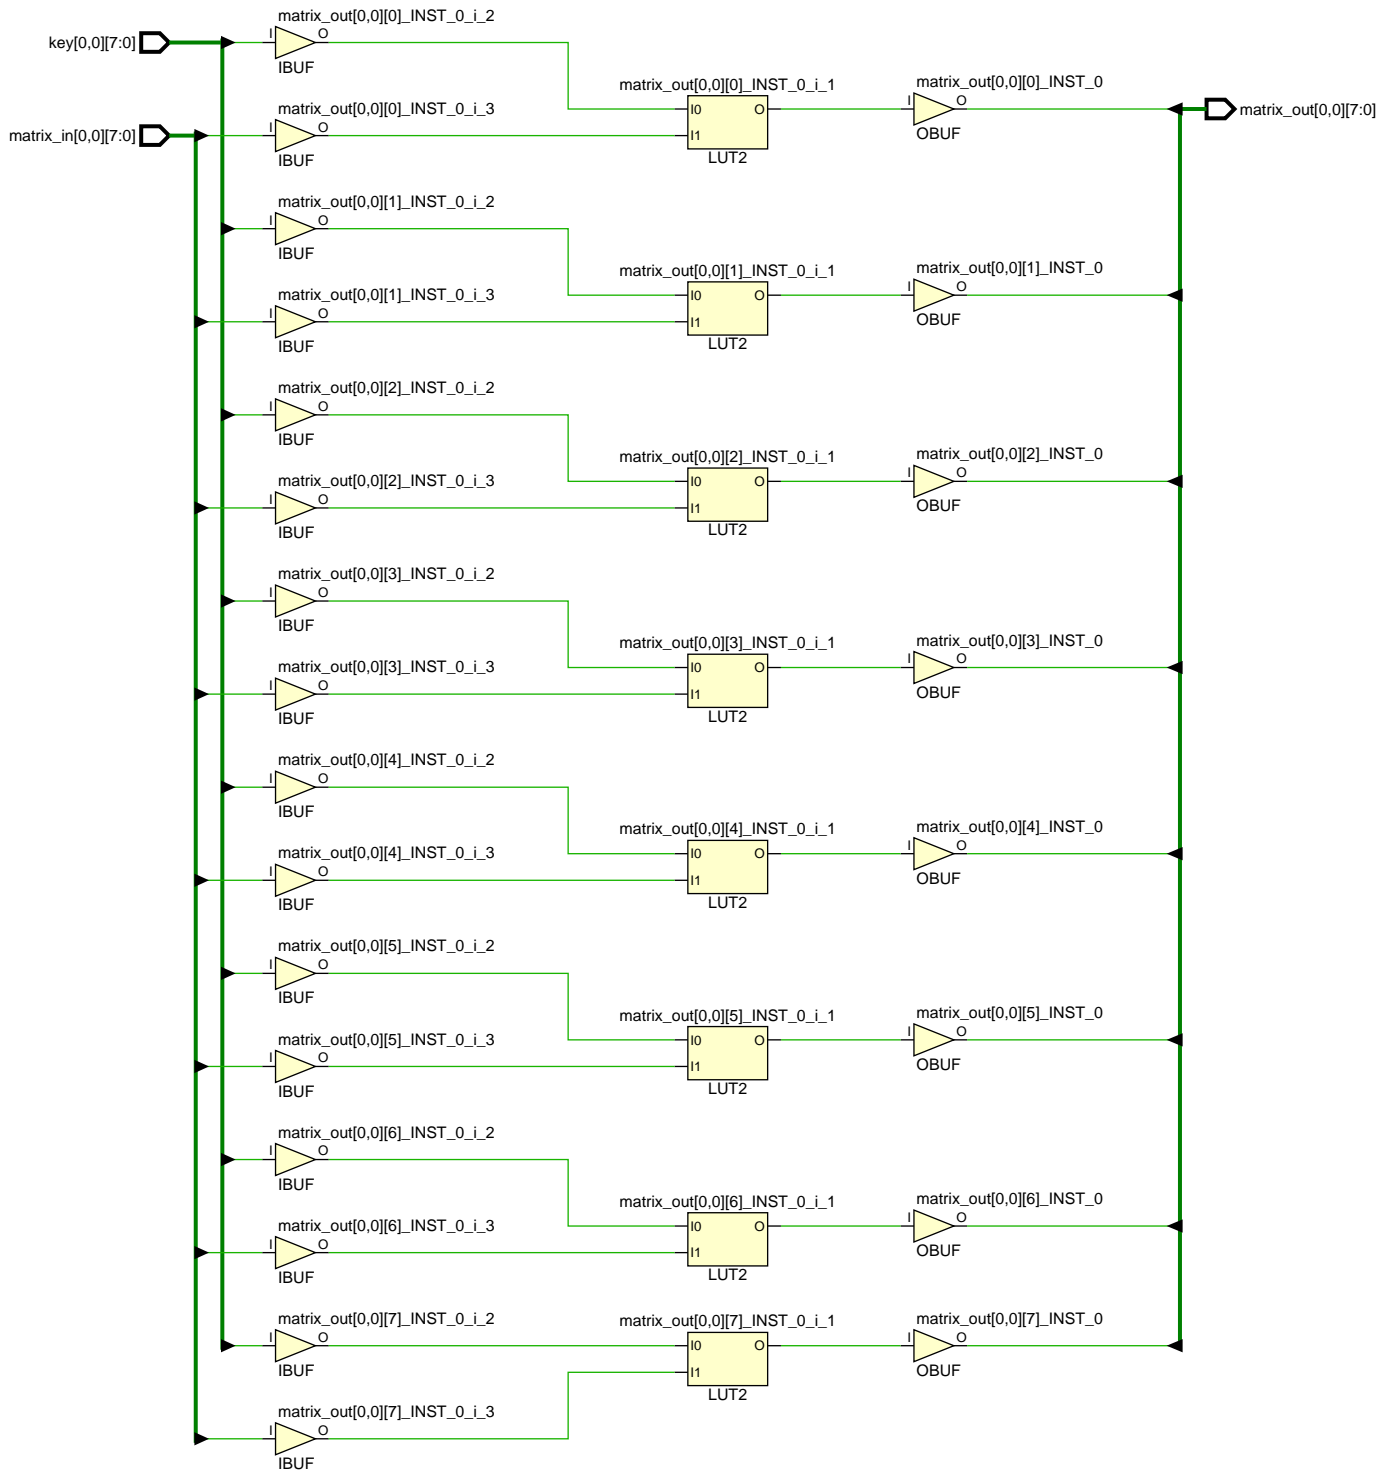 matrix_out[0,0][0]_INST_0_i_2
key[0,0][7:0]
I
O
IBUF
matrix_out[0,0][0]_INST_0_i_1
matrix_out[0,0][0]_INST_0
matrix_out[0,0][0]_INST_0_i_3
I0
O
I
O
matrix_out[0,0][7:0]
matrix_in[0,0][7:0]
I
O
I1
OBUF
IBUF
LUT2
matrix_out[0,0][1]_INST_0_i_2
I
O
IBUF
matrix_out[0,0][1]_INST_0_i_1
matrix_out[0,0][1]_INST_0
matrix_out[0,0][1]_INST_0_i_3
I0
O
I
O
I
O
I1
OBUF
IBUF
LUT2
matrix_out[0,0][2]_INST_0_i_2
I
O
IBUF
matrix_out[0,0][2]_INST_0_i_1
matrix_out[0,0][2]_INST_0
matrix_out[0,0][2]_INST_0_i_3
I0
O
I
O
I
O
I1
OBUF
IBUF
LUT2
matrix_out[0,0][3]_INST_0_i_2
I
O
IBUF
matrix_out[0,0][3]_INST_0_i_1
matrix_out[0,0][3]_INST_0
matrix_out[0,0][3]_INST_0_i_3
I0
O
I
O
I
O
I1
OBUF
IBUF
LUT2
matrix_out[0,0][4]_INST_0_i_2
I
O
IBUF
matrix_out[0,0][4]_INST_0_i_1
matrix_out[0,0][4]_INST_0
matrix_out[0,0][4]_INST_0_i_3
I0
O
I
O
I
O
I1
OBUF
IBUF
LUT2
matrix_out[0,0][5]_INST_0_i_2
I
O
IBUF
matrix_out[0,0][5]_INST_0_i_1
matrix_out[0,0][5]_INST_0
matrix_out[0,0][5]_INST_0_i_3
I0
O
I
O
I
O
I1
OBUF
IBUF
LUT2
matrix_out[0,0][6]_INST_0_i_2
I
O
IBUF
matrix_out[0,0][6]_INST_0_i_1
matrix_out[0,0][6]_INST_0
matrix_out[0,0][6]_INST_0_i_3
I0
O
I
O
I
O
I1
OBUF
IBUF
LUT2
matrix_out[0,0][7]_INST_0_i_2
matrix_out[0,0][7]_INST_0_i_1
matrix_out[0,0][7]_INST_0
I
O
I0
O
I
O
IBUF
I1
OBUF
LUT2
matrix_out[0,0][7]_INST_0_i_3
I
O
IBUF